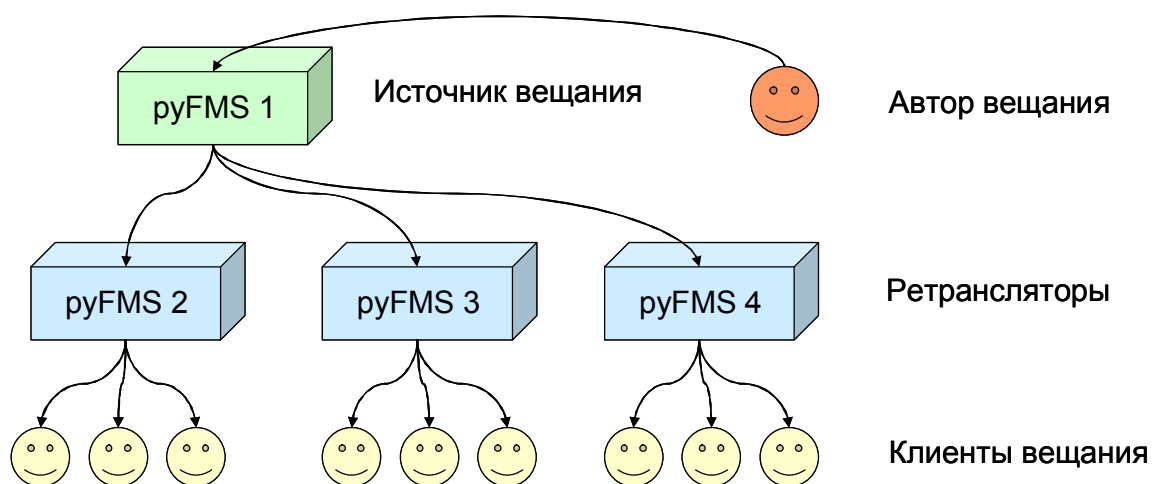 pyFMS 1
Источник вещания
Автор вещания
pyFMS 2
pyFMS 3
pyFMS 4
Ретрансляторы
Клиенты вещания